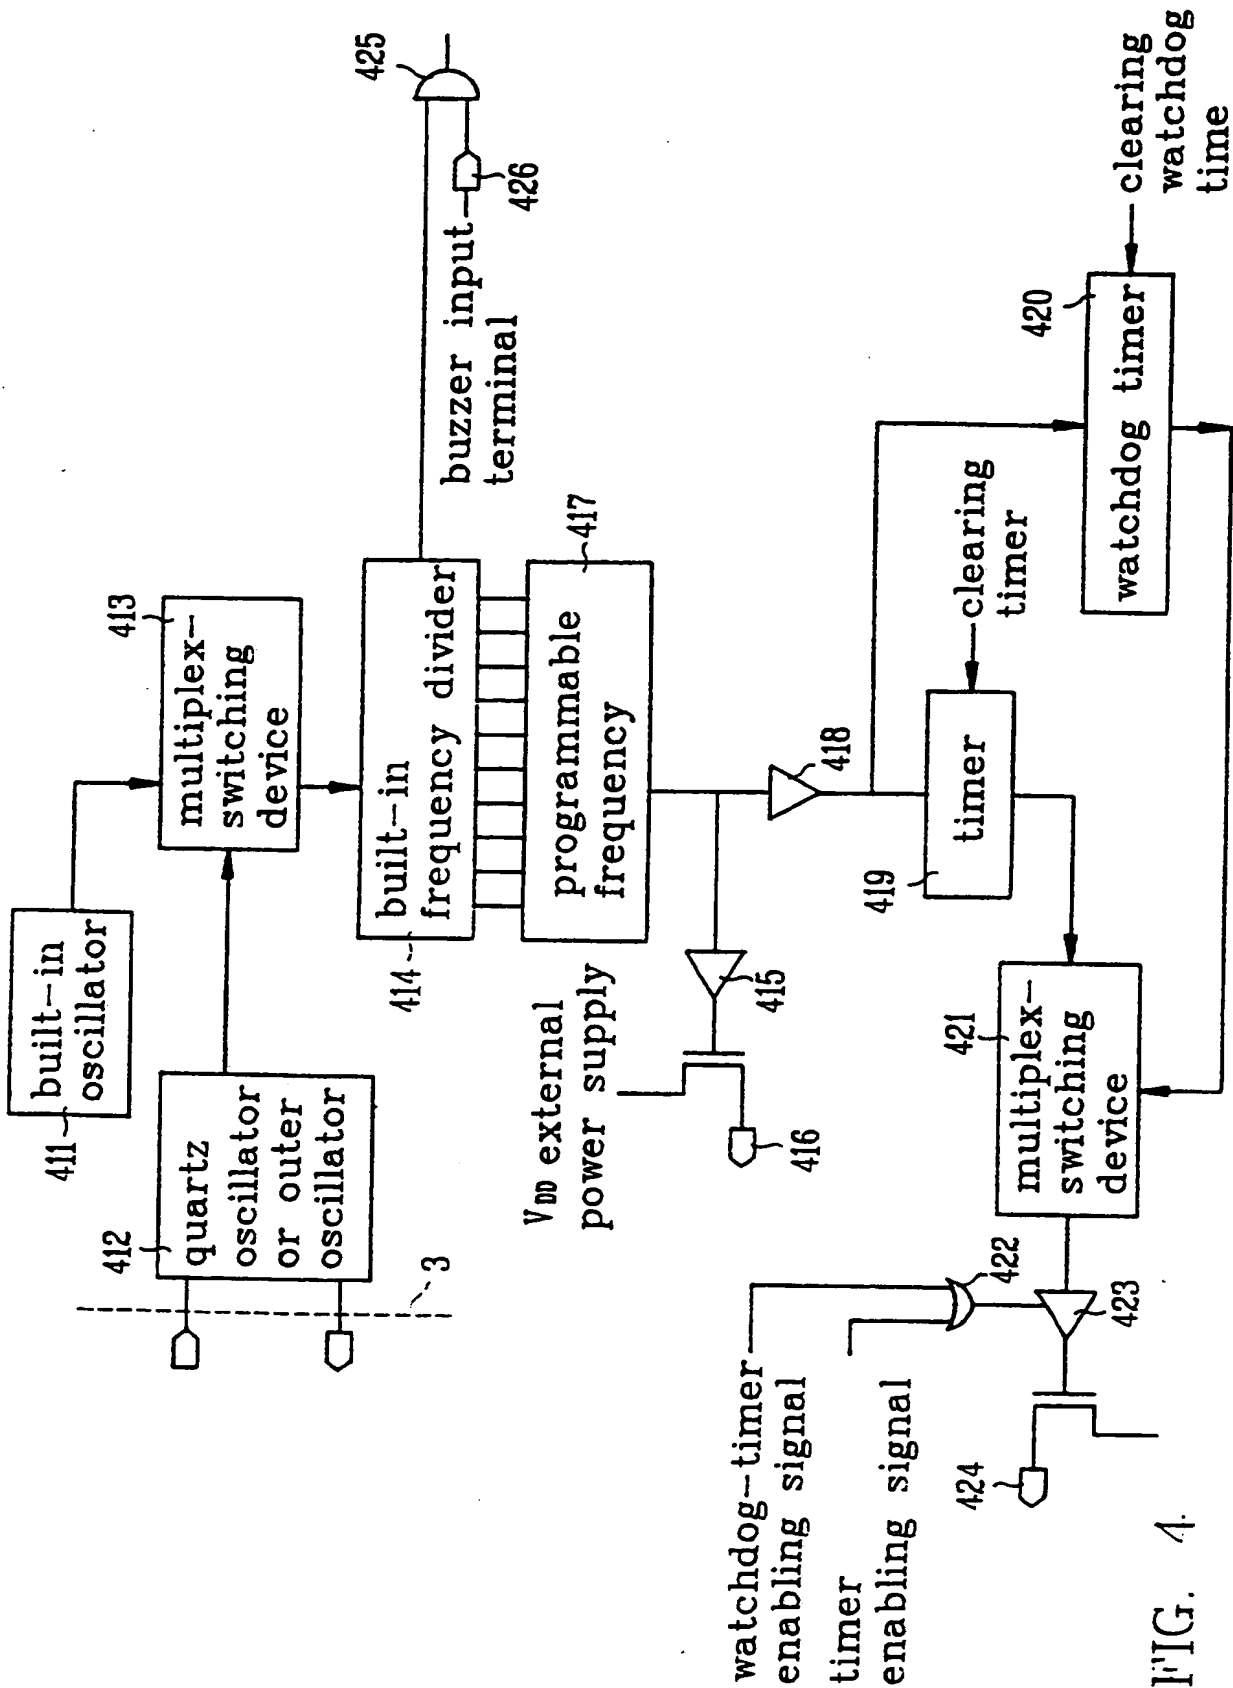 411
built-in
oscillator
412
quartz
oscillator
or outer
oscillator
3
413
multiplex-
switching
device
414
built-in
frequency divider
425
426
buzzer input
terminal
417
programmable
frequency
VDD external
power supply
415
416
418
419
timer
clearing
timer
420
watchdog timer
clearing
watchdog
time
421
multiplex-
switching
device
422
423
424
watchdog-timer
enabling signal
timer
enabling signal
FIG. 4.